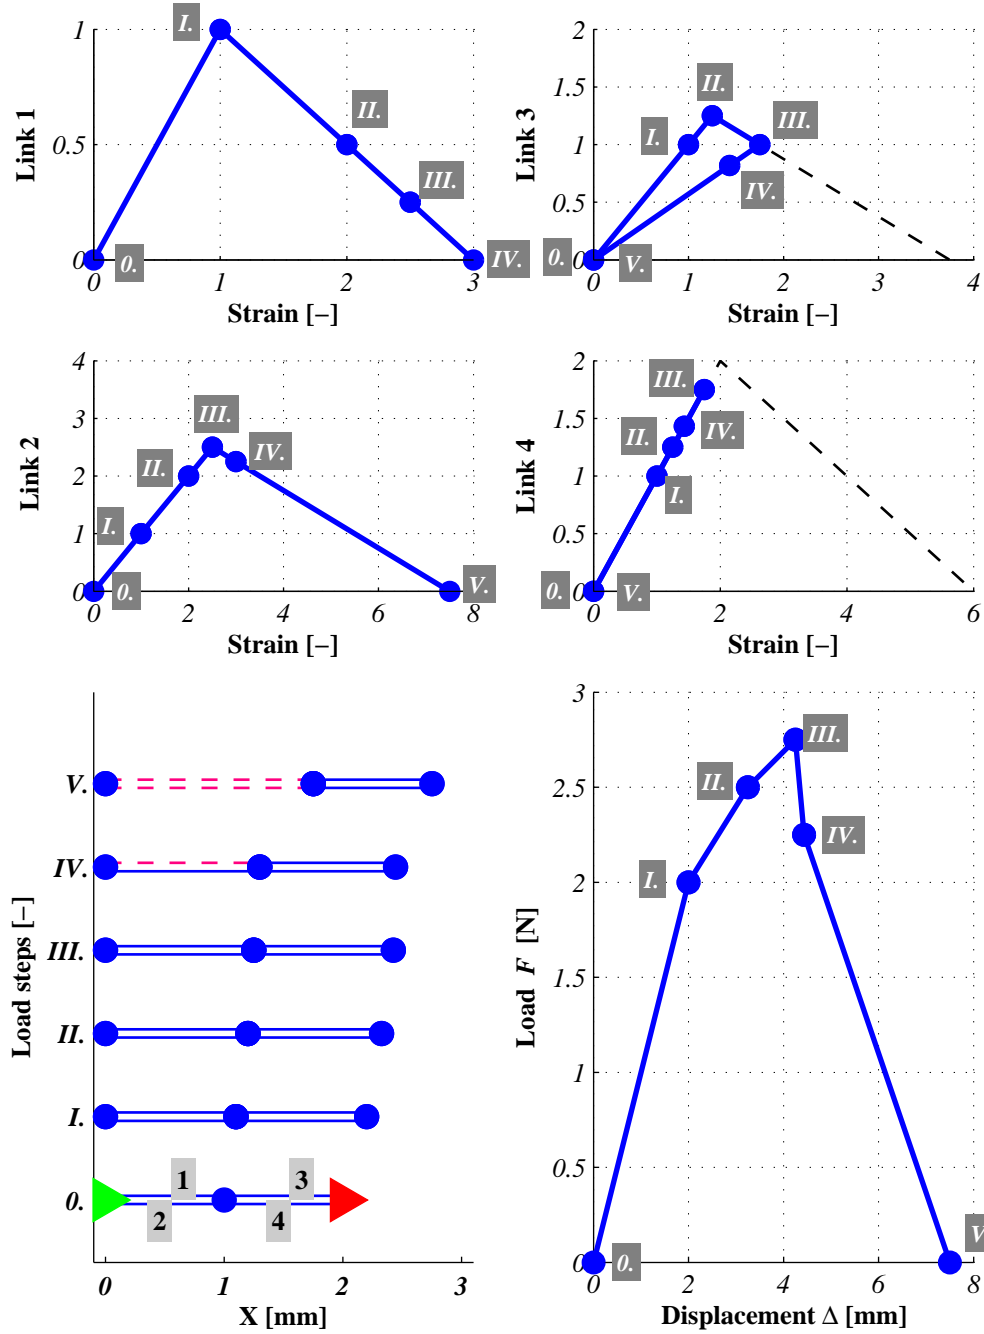 Link 1
1
0.5
0
I.
II.
III.
0.
IV.
0 1 2 3
Strain [−]
Link 3
2
1.5
1
0.5
0
II.
I.
III.
IV.
0.
V.
0 1 2 3 4
Strain [−]
Link 2
4
3
2
1
0
III.
II.
IV.
I.
0.
V.
0 2 4 6 8
Strain [−]
Link 4
2
1.5
1
0.5
0
III.
II.
IV.
I.
0.
V.
0 2 4 6
Strain [−]
Load steps [−]
V.
IV.
III.
II.
I.
0.
1 3
2 4
0 1 2 3
X [mm]
Load F [N]
3
2.5
2
1.5
1
0.5
0
III.
II.
IV.
I.
0.
V
0 2 4 6 8
Displacement Δ [mm]